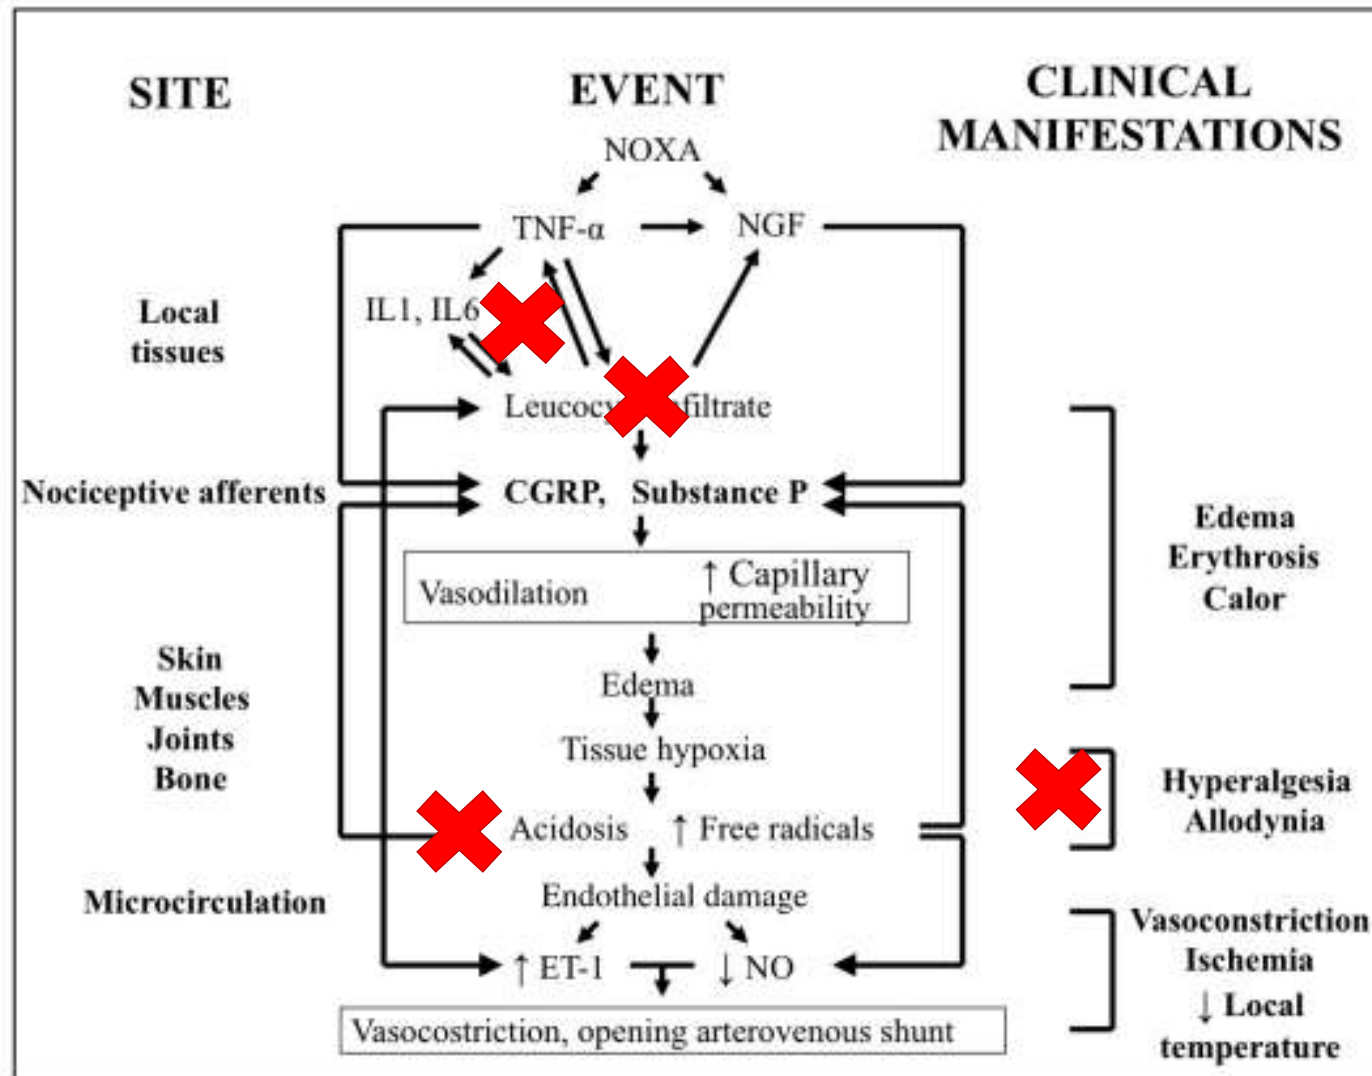 SITE
EVENT
CLINICAL
MANIFESTATIONS
NOXA
TNF-α
NGF
IL1, IL6
Local
tissues
Leucocy filtrate
Nociceptive afferents
CGRP, Substance P
Vasodilation
↑ Capillary
permeability
Edema
Erythrosis
Calor
Skin
Muscles
Joints
Bone
Edema
Tissue hypoxia
Acidosis
↑ Free radicals
Hyperalgesia
Allodynia
Microcirculation
Endothelial damage
↑ ET-1
↓ NO
Vasocostriction, opening arterovenous shunt
Vasoconstriction
Ischemia
↓ Local
temperature